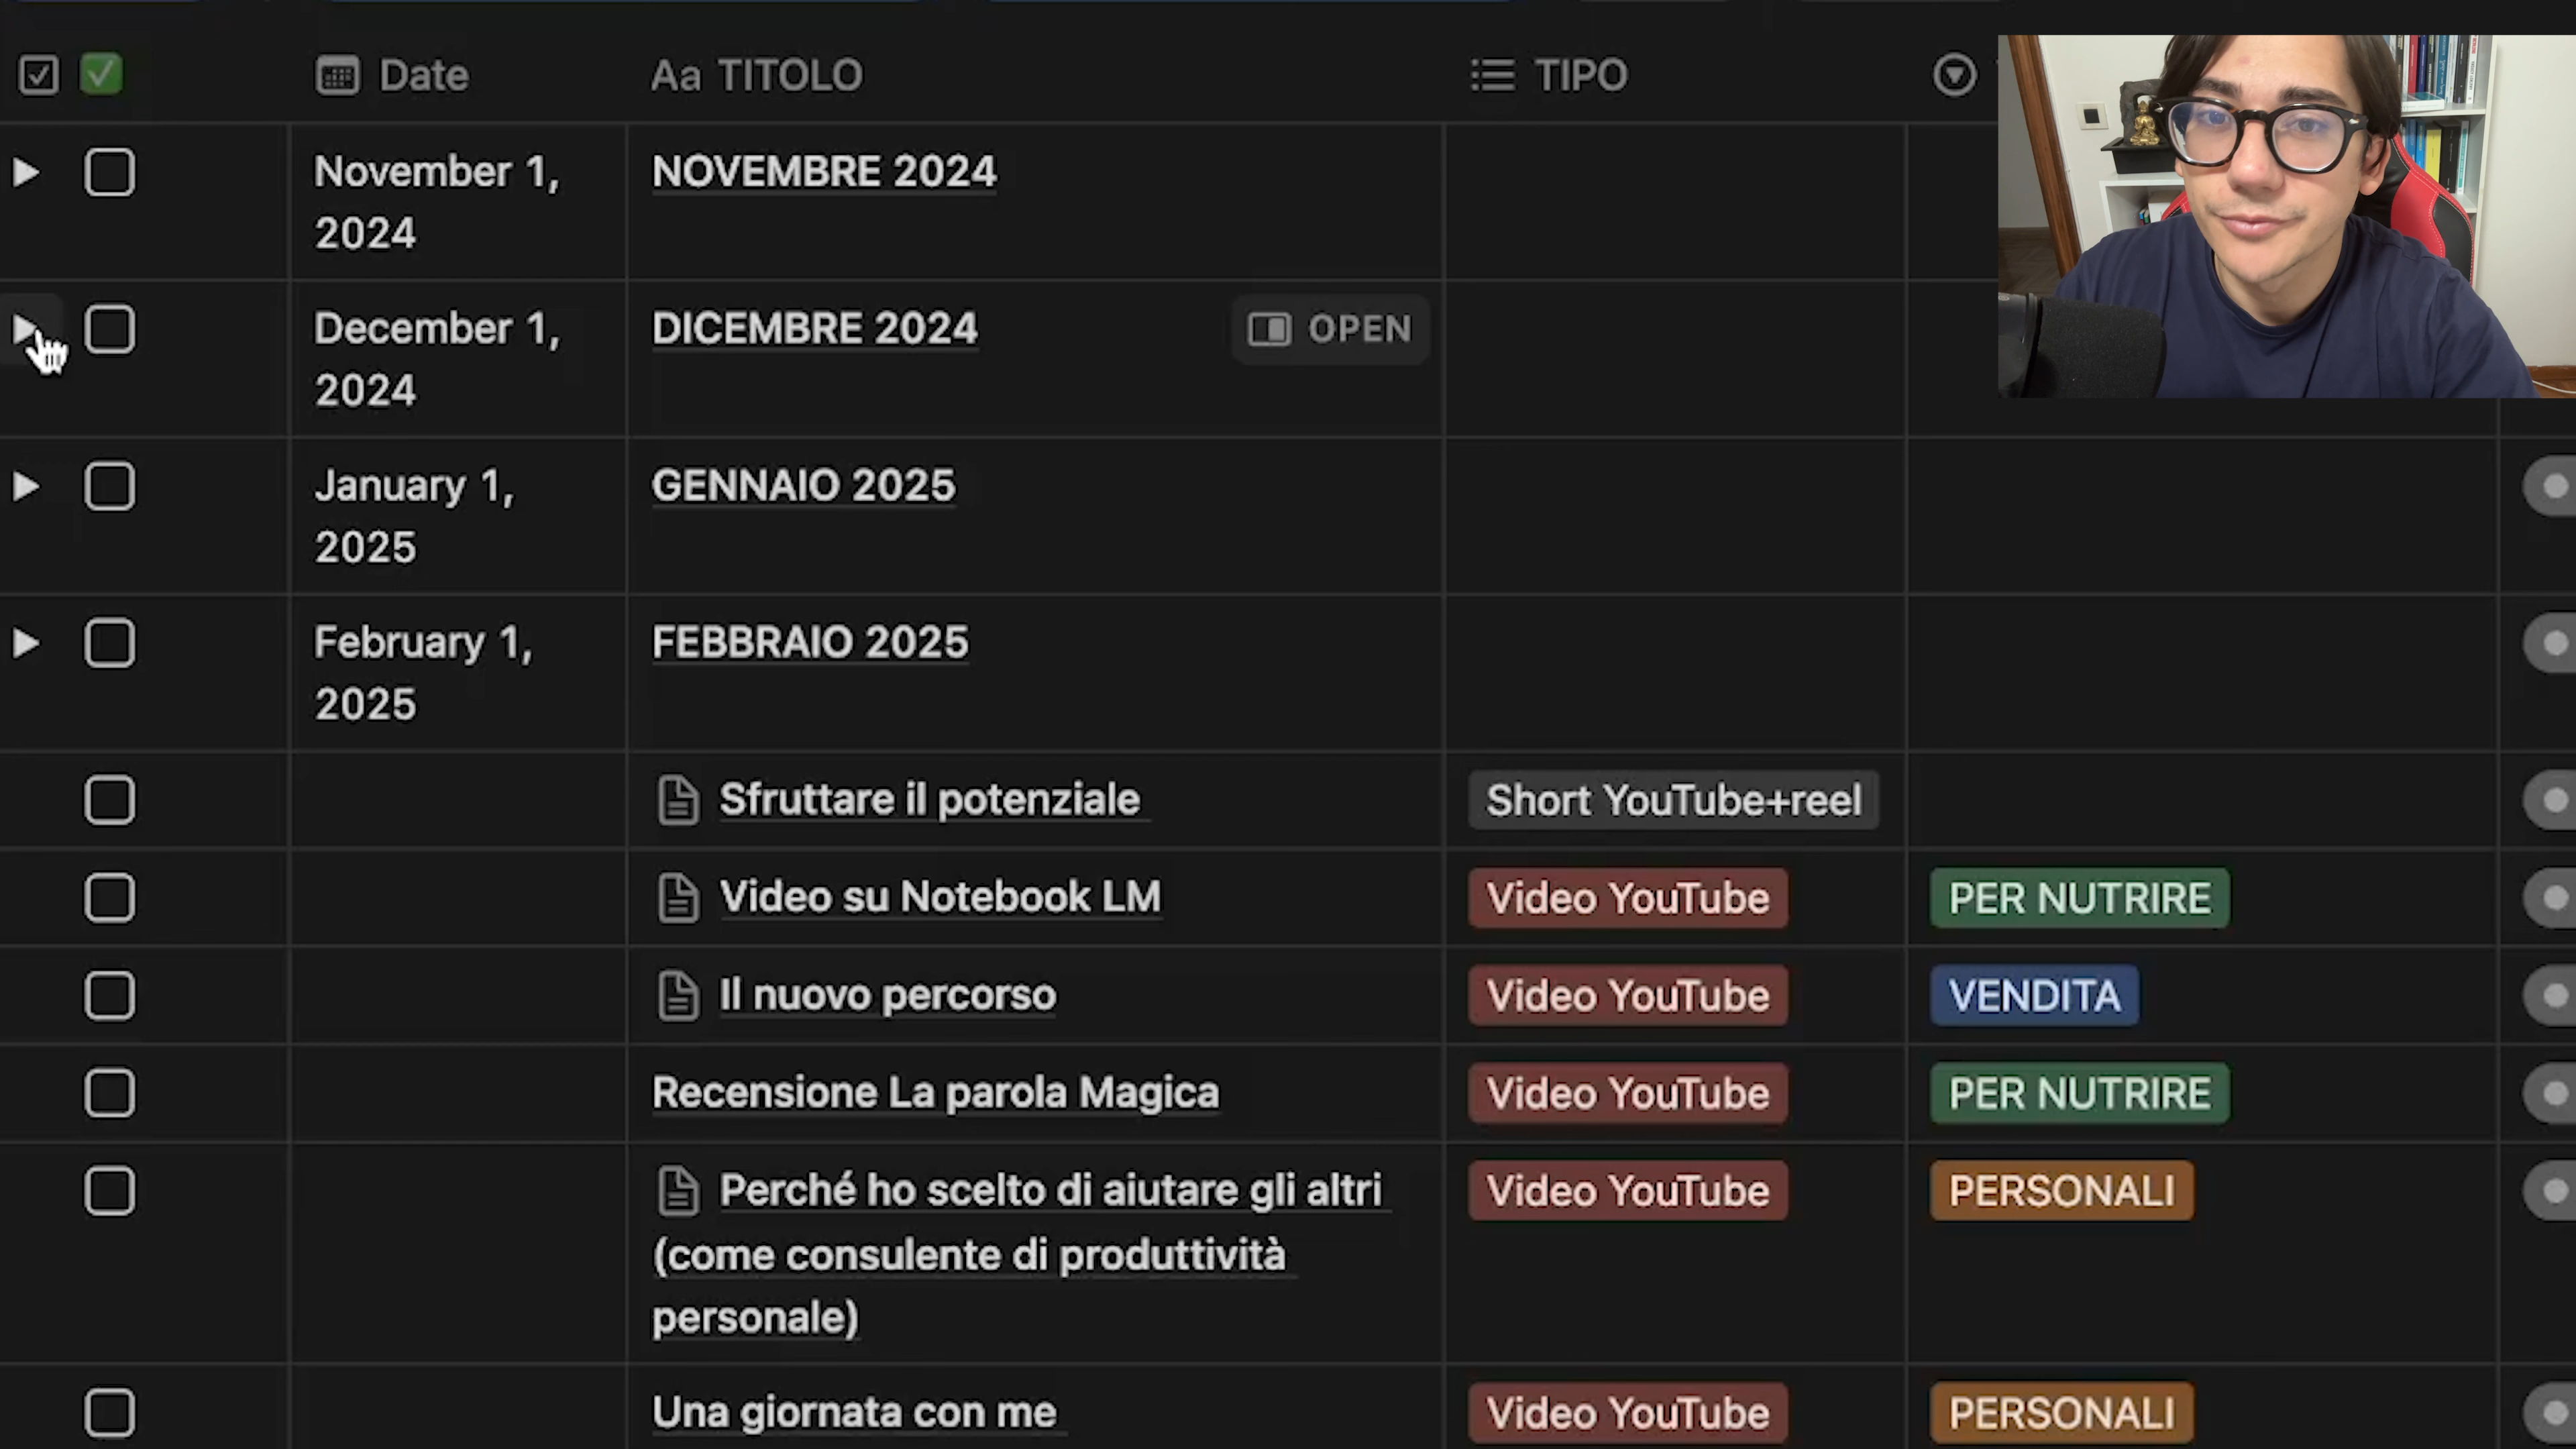 Date
Aa TITOLO
TIPO
November 1,
2024
NOVEMBRE 2024
December 1,
2024
DICEMBRE 2024
OPEN
January 1,
2025
GENNAIO 2025
February 1,
2025
FEBBRAIO 2025
Sfruttare il potenziale
Short YouTube+reel
Video su Notebook LM
Video YouTube
PER NUTRIRE
Il nuovo percorso
Video YouTube
VENDITA
Recensione La parola Magica
Video YouTube
PER NUTRIRE
Perché ho scelto di aiutare gli altri
(come consulente di produttività
personale)
Video YouTube
PERSONALI
Una giornata con me
Video YouTube
PERSONALI